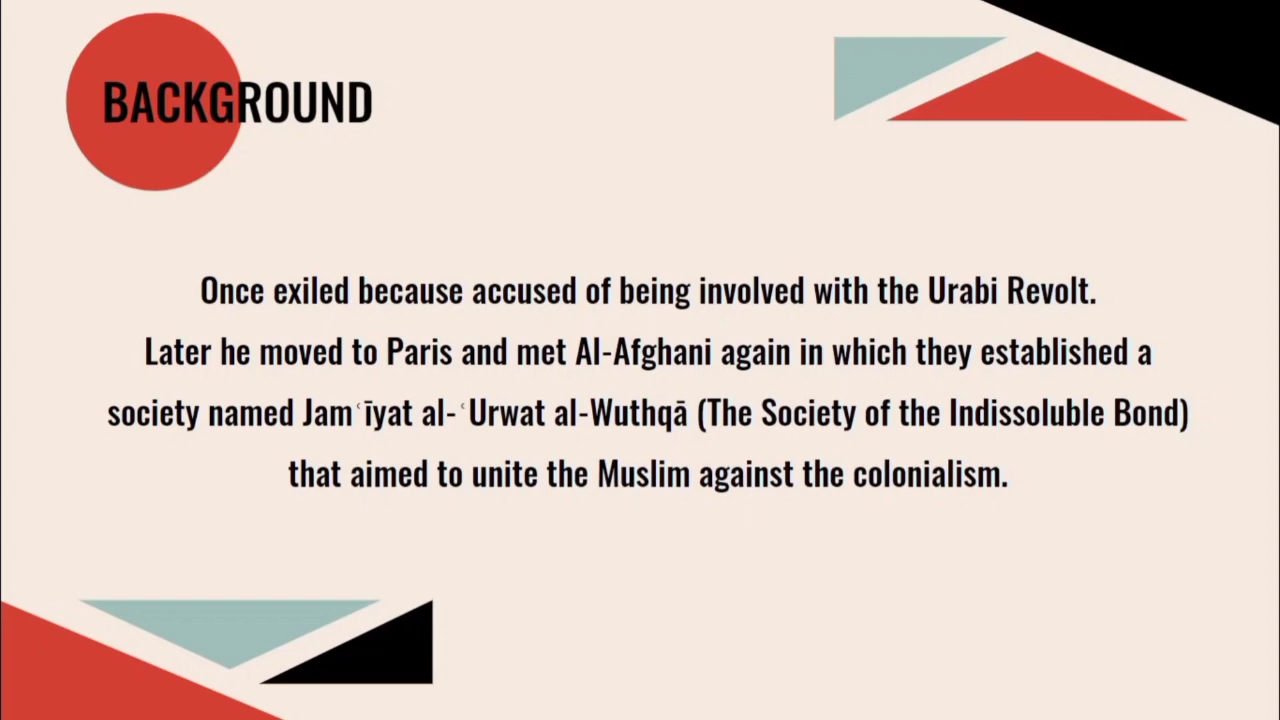 BACKGROUND
Once exiled because accused of being involved with the Urabi Revolt.
Later he moved to Paris and met Al-Afghani again in which they established a
society named Jamʿīyat al-ʿUrwat al-Wuthqā (The Society of the Indissoluble Bond)
that aimed to unite the Muslim against the colonialism.